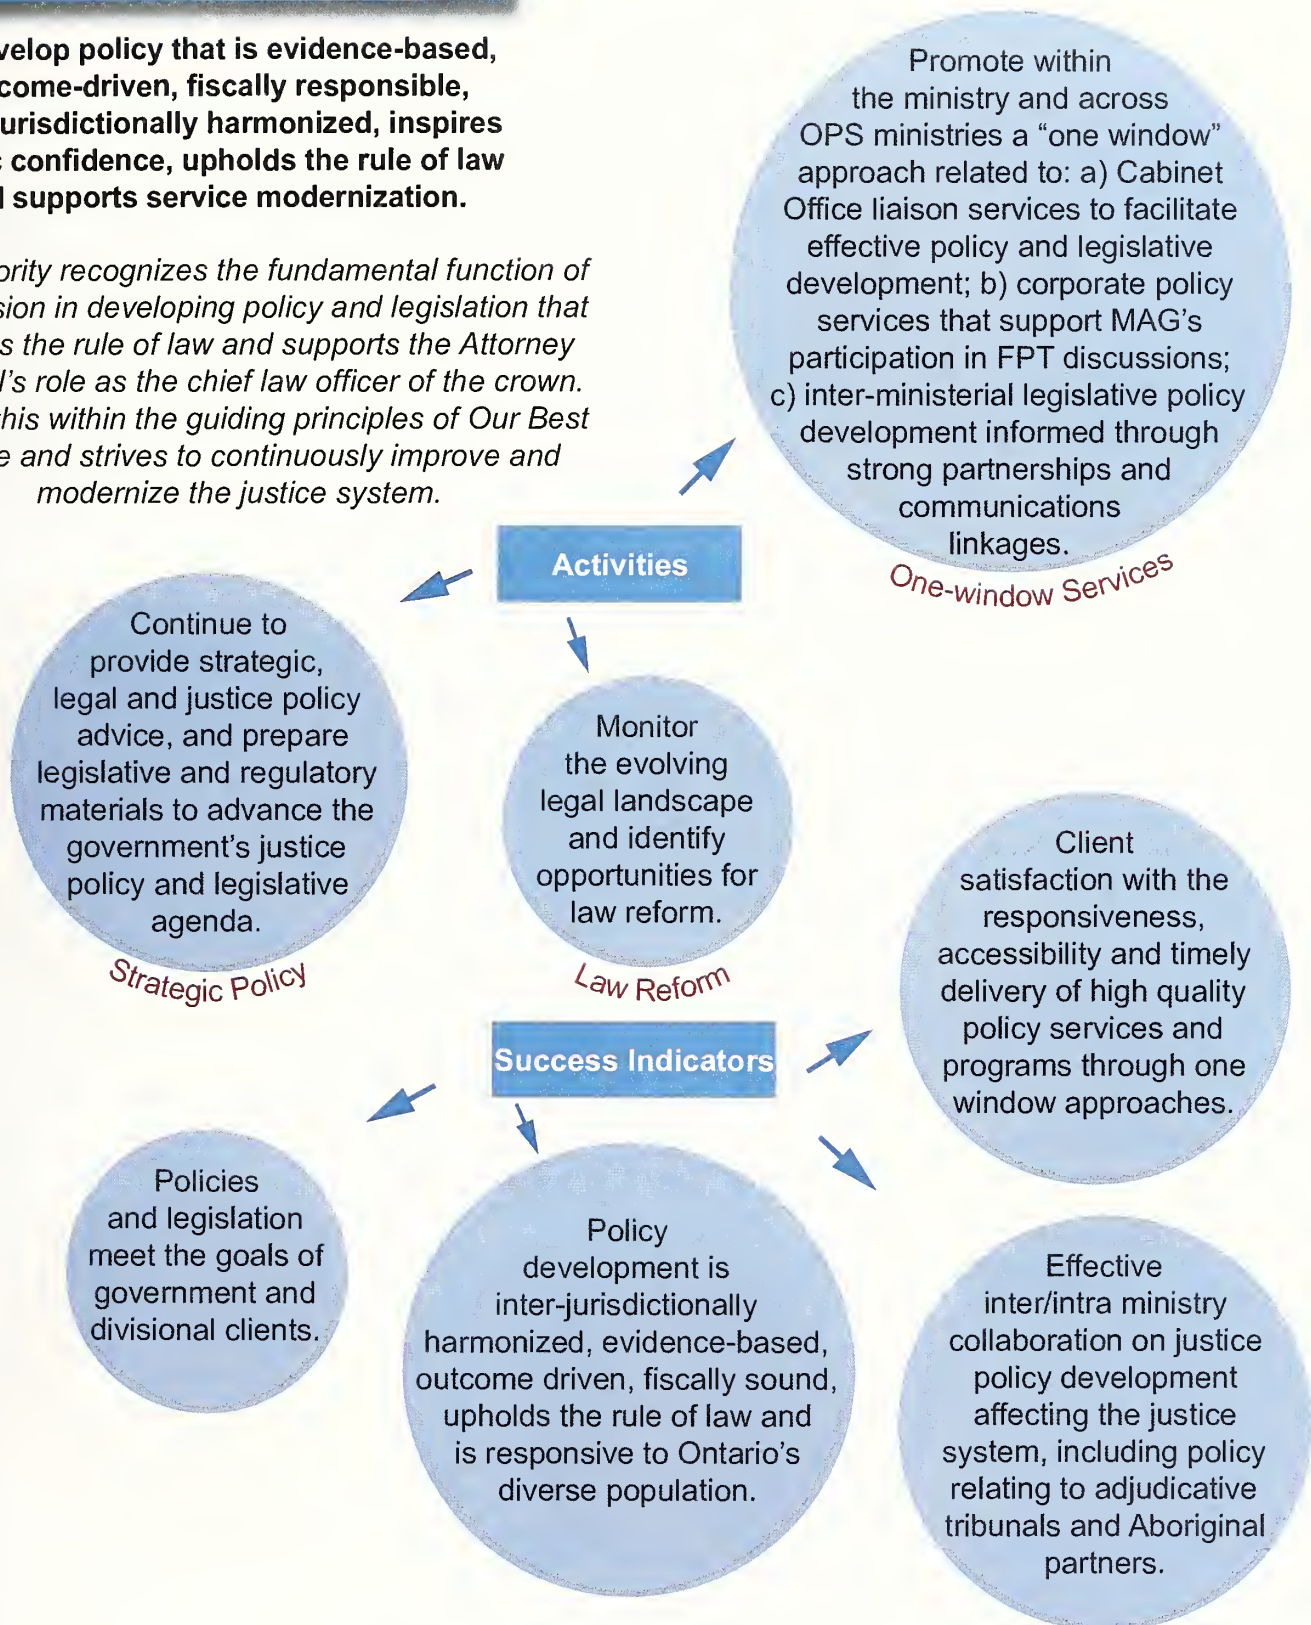 velop policy that is evidence-based,
come-driven, fiscally responsible,
urisdictionally harmonized, inspires
c confidence, upholds the rule of law
d supports service modernization.
ority recognizes the fundamental function of
sion in developing policy and legislation that
s the rule of law and supports the Attorney
l's role as the chief law officer of the crown.
this within the guiding principles of Our Best
e and strives to continuously improve and
modernize the justice system.
Promote within
the ministry and across
OPS ministries a “one window”
approach related to: a) Cabinet
Office liaison services to facilitate
effective policy and legislative
development; b) corporate policy
services that support MAG's
participation in FPT discussions;
c) inter-ministerial legislative policy
development informed through
strong partnerships and
communications
linkages.
One-window Services
Activities
Continue to
provide strategic,
legal and justice policy
advice, and prepare
legislative and regulatory
materials to advance the
government's justice
policy and legislative
agenda.
Strategic Policy
Monitor
the evolving
legal landscape
and identify
opportunities for
law reform.
Law Reform
Success Indicators
Client
satisfaction with the
responsiveness,
accessibility and timely
delivery of high quality
policy services and
programs through one
window approaches.
Policies
and legislation
meet the goals of
government and
divisional clients.
Policy
development is
inter-jurisdictionally
harmonized, evidence-based,
outcome driven, fiscally sound,
upholds the rule of law and
is responsive to Ontario's
diverse population.
Effective
inter/intra ministry
collaboration on justice
policy development
affecting the justice
system, including policy
relating to adjudicative
tribunals and Aboriginal
partners.